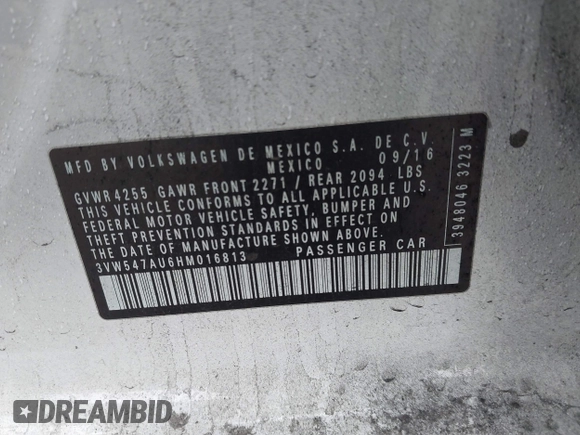 MFD BY VOLKSWAGEN DE MEXICO S.A. DE C.V.
MEXICO 09/16
GVWR 4255 GAWR FRONT 2271 / REAR 2094 LBS
THIS VEHICLE CONFORMS TO ALL APPLICABLE U.S.
FEDERAL MOTOR VEHICLE SAFETY, BUMPER AND
THEFT PREVENTION STANDARDS IN EFFECT ON
THE DATE OF MANUFACTURE SHOWN ABOVE.
3VW547AU6HM016813 PASSENGER CAR
3948046 3223 M
DREAMBID